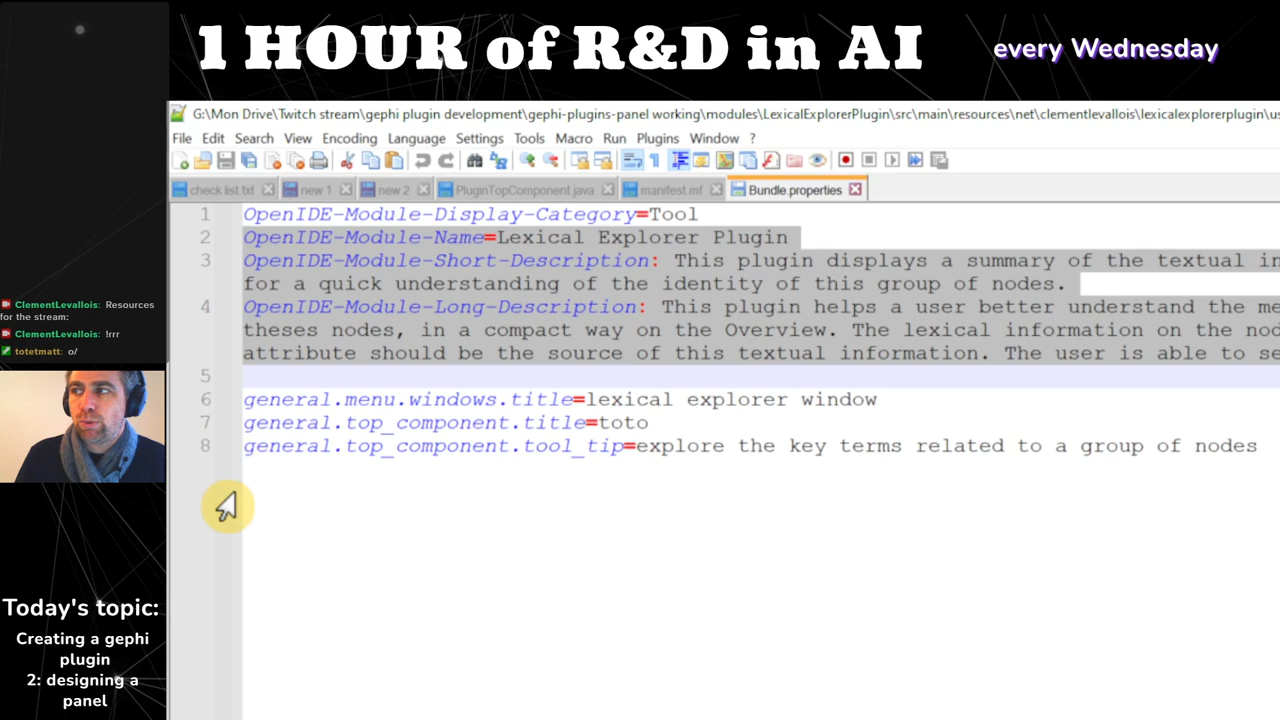 1 HOUR of R&D in AI
every Wednesday
G:\Mon Drive\Twitch stream\gephi plugin development\gephi-plugins-panel working\modules\LexicalExplorerPlugin\src\main\resources\net\clementlevallois\lexicalexplorerplugin\us
File Edit Search View Encoding Language Settings Tools Macro Run Plugins Window ?
check list.txt new 1 new 2 PluginTopComponent.java manifest.mf Bundle.properties
1 OpenIDE-Module-Display-Category=Tool
2 OpenIDE-Module-Name=Lexical Explorer Plugin
3 OpenIDE-Module-Short-Description: This plugin displays a summary of the textual in
for a quick understanding of the identity of this group of nodes.
4 OpenIDE-Module-Long-Description: This plugin helps a user better understand the me
theses nodes, in a compact way on the Overview. The lexical information on the nod
attribute should be the source of this textual information. The user is able to se
5
6 general.menu.windows.title=lexical explorer window
7 general.top_component.title=toto
8 general.top_component.tool_tip=explore the key terms related to a group of nodes
ClementLevallois: Resources
for the stream:
ClementLevallois: !rrr
totetmatt: o/
Today's topic:
Creating a gephi
plugin
2: designing a
panel